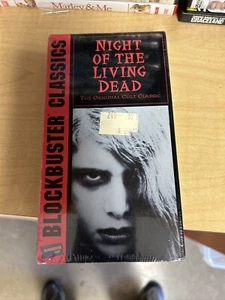 Marley & Me
NIGHT
OF THE
LIVING
DEAD
THE ORIGINAL CULT CLASSIC
BLOCKBUSTER CLASSICS